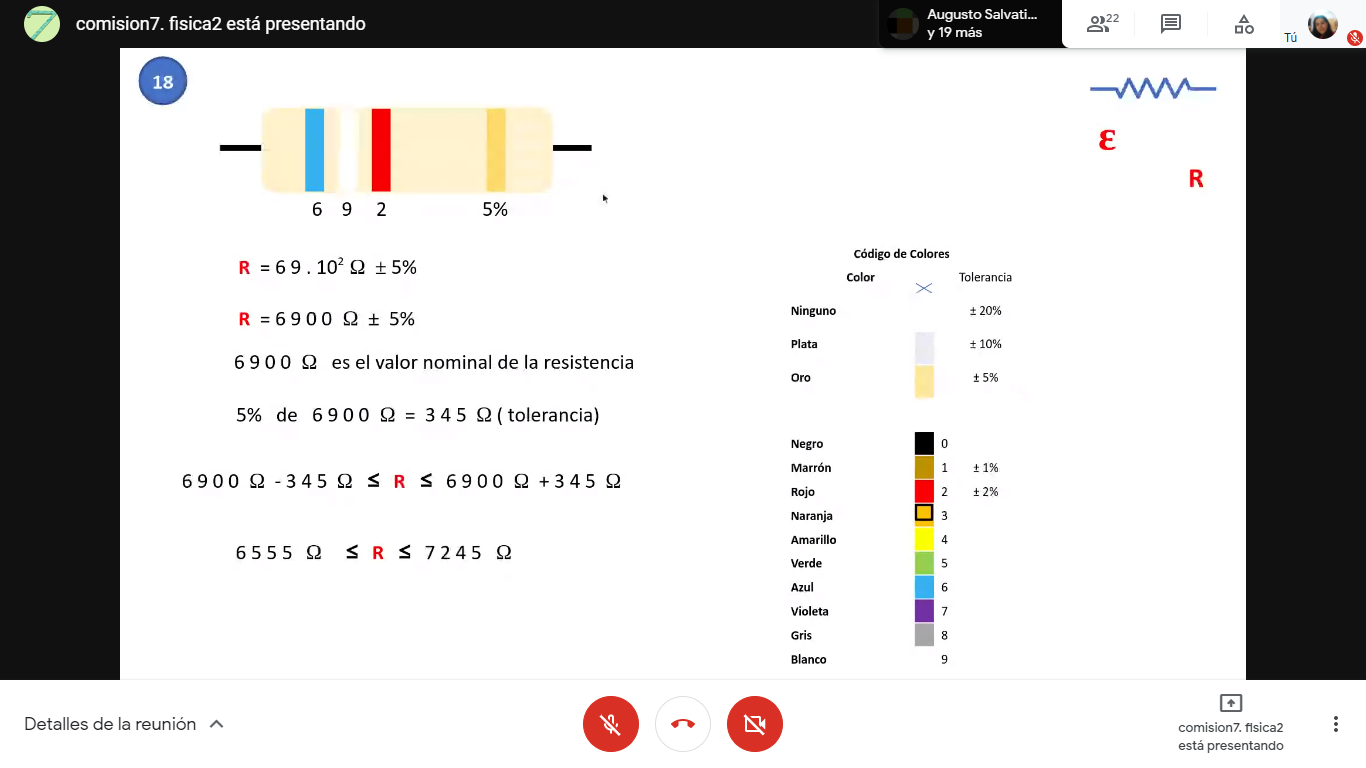 comision7. fisica2 está presentando
Augusto Salvati...
y 19 más
22
Tú
18
ε
R
6 9 2 5%
R = 6 9 . 10² Ω ± 5%
R = 6 9 0 0 Ω ± 5%
6 9 0 0 Ω es el valor nominal de la resistencia
5% de 6 9 0 0 Ω = 3 4 5 Ω ( tolerancia)
6 9 0 0 Ω - 3 4 5 Ω ≤ R ≤ 6 9 0 0 Ω + 3 4 5 Ω
6 5 5 5 Ω ≤ R ≤ 7 2 4 5 Ω
Código de Colores
Color Tolerancia
Ninguno ± 20%
Plata ± 10%
Oro ± 5%
Negro 0
Marrón 1 ± 1%
Rojo 2 ± 2%
Naranja 3
Amarillo 4
Verde 5
Azul 6
Violeta 7
Gris 8
Blanco 9
Detalles de la reunión
comision7. fisica2
está presentando